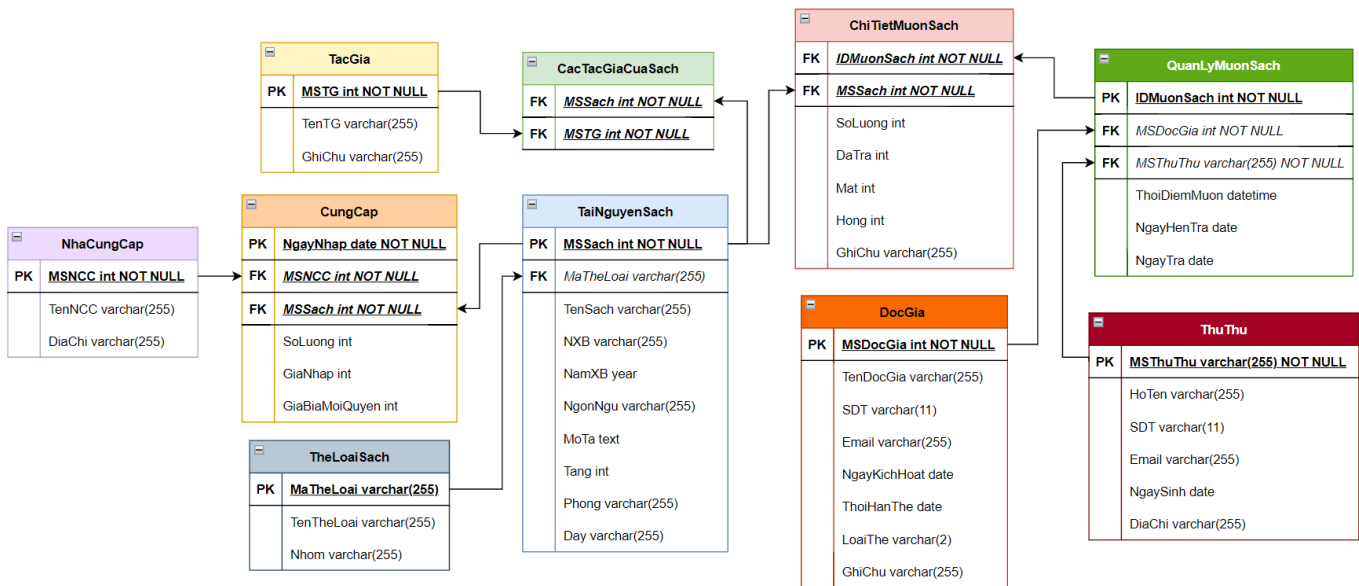 TacGia
PK MSTG int NOT NULL
TenTG varchar(255)
GhiChu varchar(255)
CacTacGiaCuaSach
FK MSSach int NOT NULL
FK MSTG int NOT NULL
ChiTietMuonSach
FK IDMuonSach int NOT NULL
FK MSSach int NOT NULL
SoLuong int
DaTra int
Mat int
Hong int
GhiChu varchar(255)
QuanLyMuonSach
PK IDMuonSach int NOT NULL
FK MSDocGia int NOT NULL
FK MSThuThu varchar(255) NOT NULL
ThoiDiemMuon datetime
NgayHenTra date
NgayTra date
NhaCungCap
PK MSNCC int NOT NULL
TenNCC varchar(255)
DiaChi varchar(255)
CungCap
PK NgayNhap date NOT NULL
FK MSNCC int NOT NULL
FK MSSach int NOT NULL
SoLuong int
GiaNhap int
GiaBiaMoiQuyen int
TaiNguyenSach
PK MSSach int NOT NULL
FK MaTheLoai varchar(255)
TenSach varchar(255)
NXB varchar(255)
NamXB year
NgonNgu varchar(255)
MoTa text
Tang int
Phong varchar(255)
Day varchar(255)
TheLoaiSach
PK MaTheLoai varchar(255)
TenTheLoai varchar(255)
Nhom varchar(255)
DocGia
PK MSDocGia int NOT NULL
TenDocGia varchar(255)
SDT varchar(11)
Email varchar(255)
NgayKichHoat date
ThoiHanThe date
LoaiThe varchar(2)
GhiChu varchar(255)
ThuThu
PK MSThuThu varchar(255) NOT NULL
HoTen varchar(255)
SDT varchar(11)
Email varchar(255)
NgaySinh date
DiaChi varchar(255)